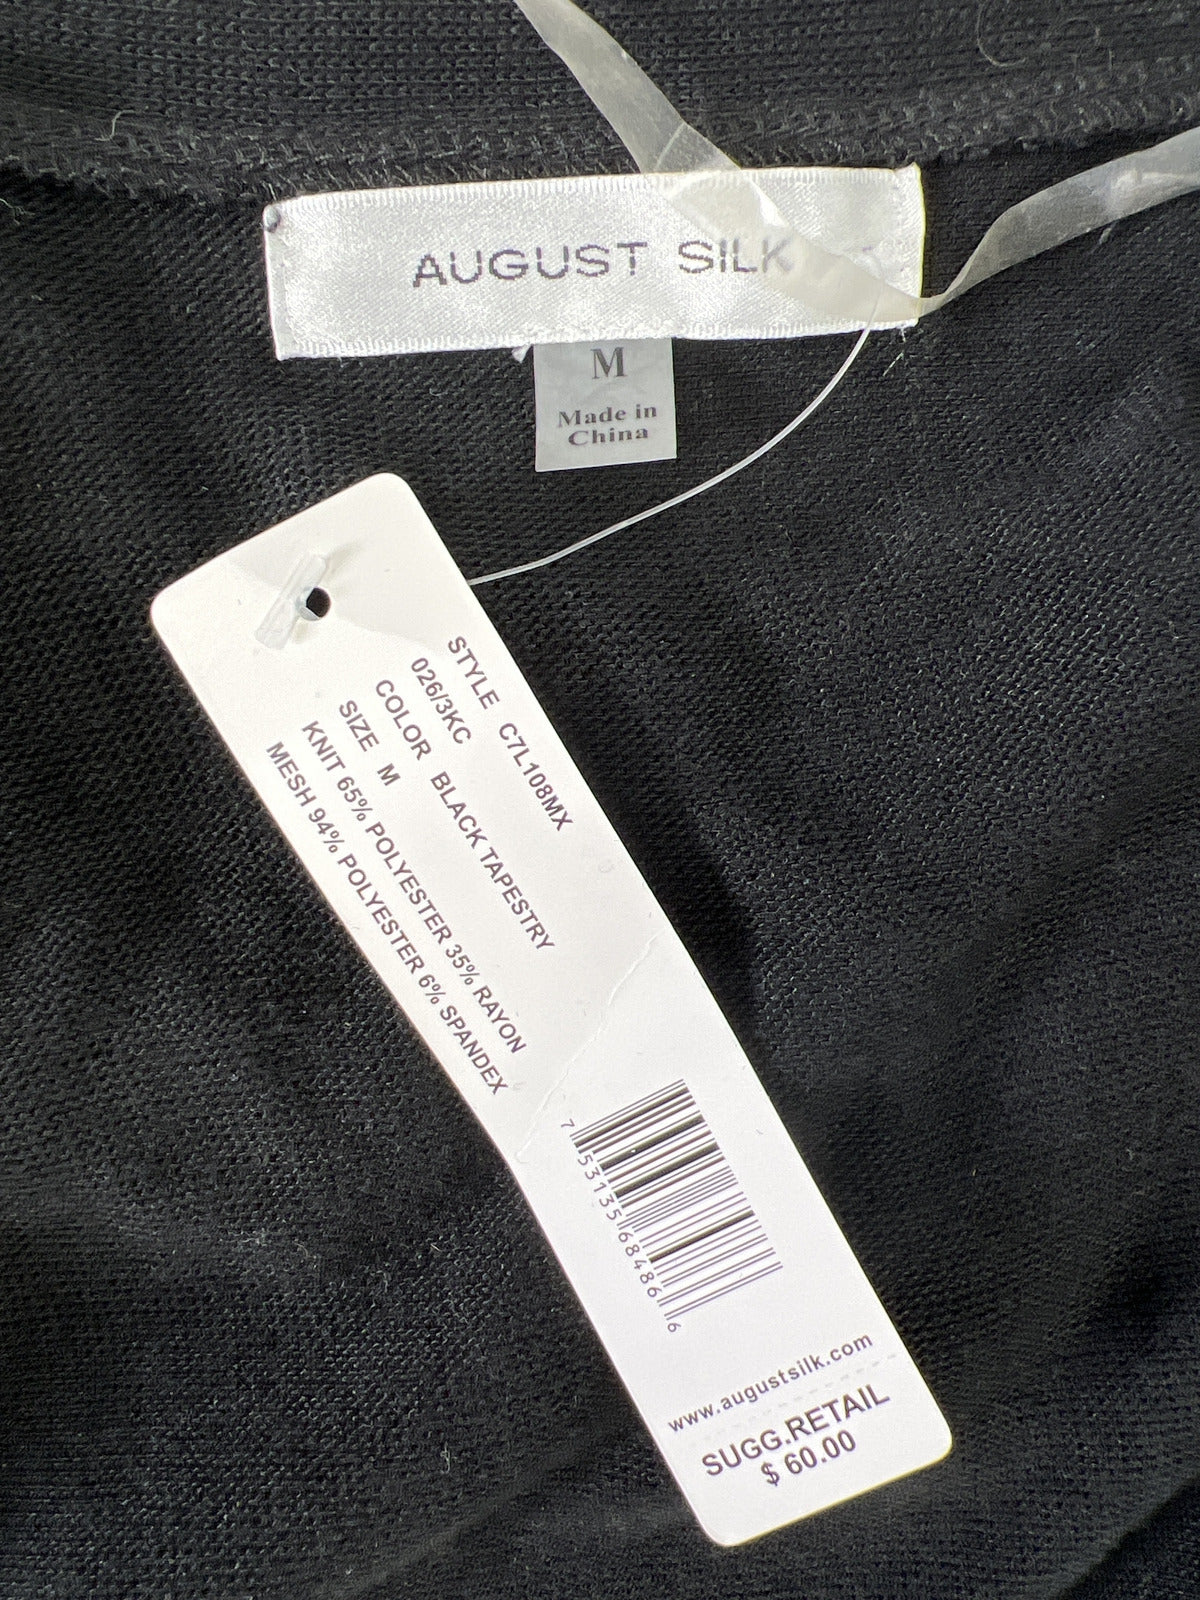 AUGUST SILK
M
Made in
China
STYLE C7L108MX
026/3KC
COLOR BLACK TAPESTRY
SIZE M
KNIT 65% POLYESTER 35% RAYON
MESH 94% POLYESTER 6% SPANDEX
7 53135 68486 6
www.augustsilk.com
SUGG.RETAIL
$ 60.00